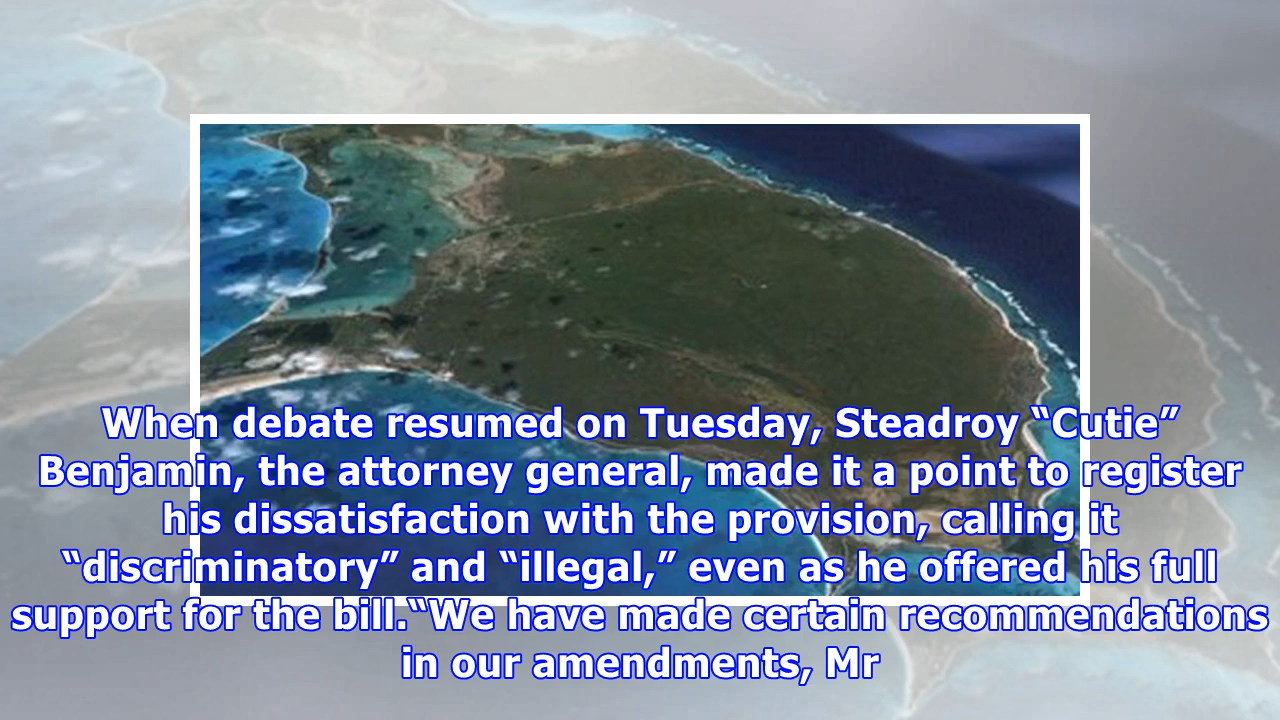 When debate resumed on Tuesday, Steadroy “Cutie”
Benjamin, the attorney general, made it a point to register
his dissatisfaction with the provision, calling it
“discriminatory” and “illegal,” even as he offered his full
support for the bill.“We have made certain recommendations
in our amendments, Mr